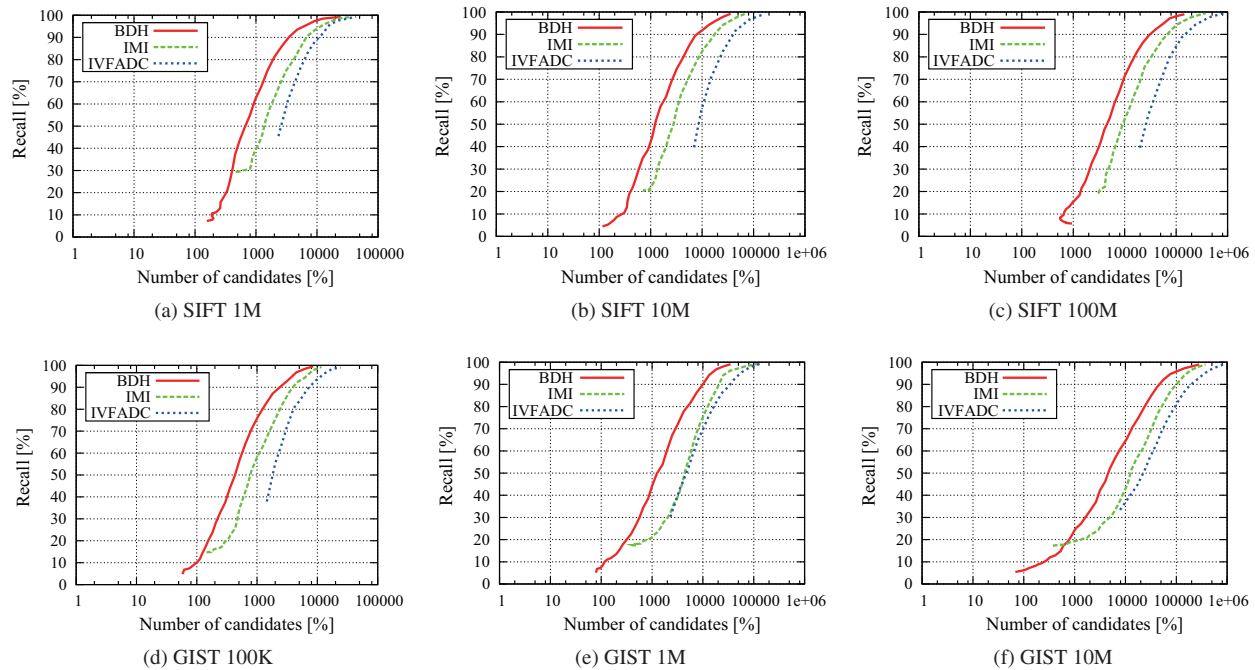 100
90
80
70
60
50
40
30
20
10
0
Recall [%]
BDH
IMI
IVFADC
1 10 100 1000 10000 100000
Number of candidates [%]
(a) SIFT 1M
100
90
80
70
60
50
40
30
20
10
0
Recall [%]
BDH
IMI
IVFADC
1 10 100 1000 10000 100000 1e+06
Number of candidates [%]
(b) SIFT 10M
100
90
80
70
60
50
40
30
20
10
0
Recall [%]
BDH
IMI
IVFADC
1 10 100 1000 10000 100000 1e+06
Number of candidates [%]
(c) SIFT 100M
100
90
80
70
60
50
40
30
20
10
0
Recall [%]
BDH
IMI
IVFADC
1 10 100 1000 10000 100000
Number of candidates [%]
(d) GIST 100K
100
90
80
70
60
50
40
30
20
10
0
Recall [%]
BDH
IMI
IVFADC
1 10 100 1000 10000 100000 1e+06
Number of candidates [%]
(e) GIST 1M
100
90
80
70
60
50
40
30
20
10
0
Recall [%]
BDH
IMI
IVFADC
1 10 100 1000 10000 100000 1e+06
Number of candidates [%]
(f) GIST 10M